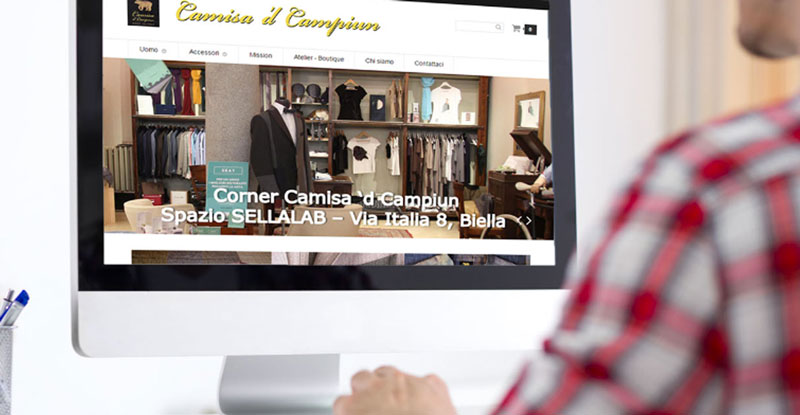 Camisa 'd Campiun
0
Uomo
Accessori
Mission
Atelier - Boutique
Chi siamo
Contattaci
Corner Camisa 'd Campiun
Spazio SELLALAB – Via Italia 8, Biella